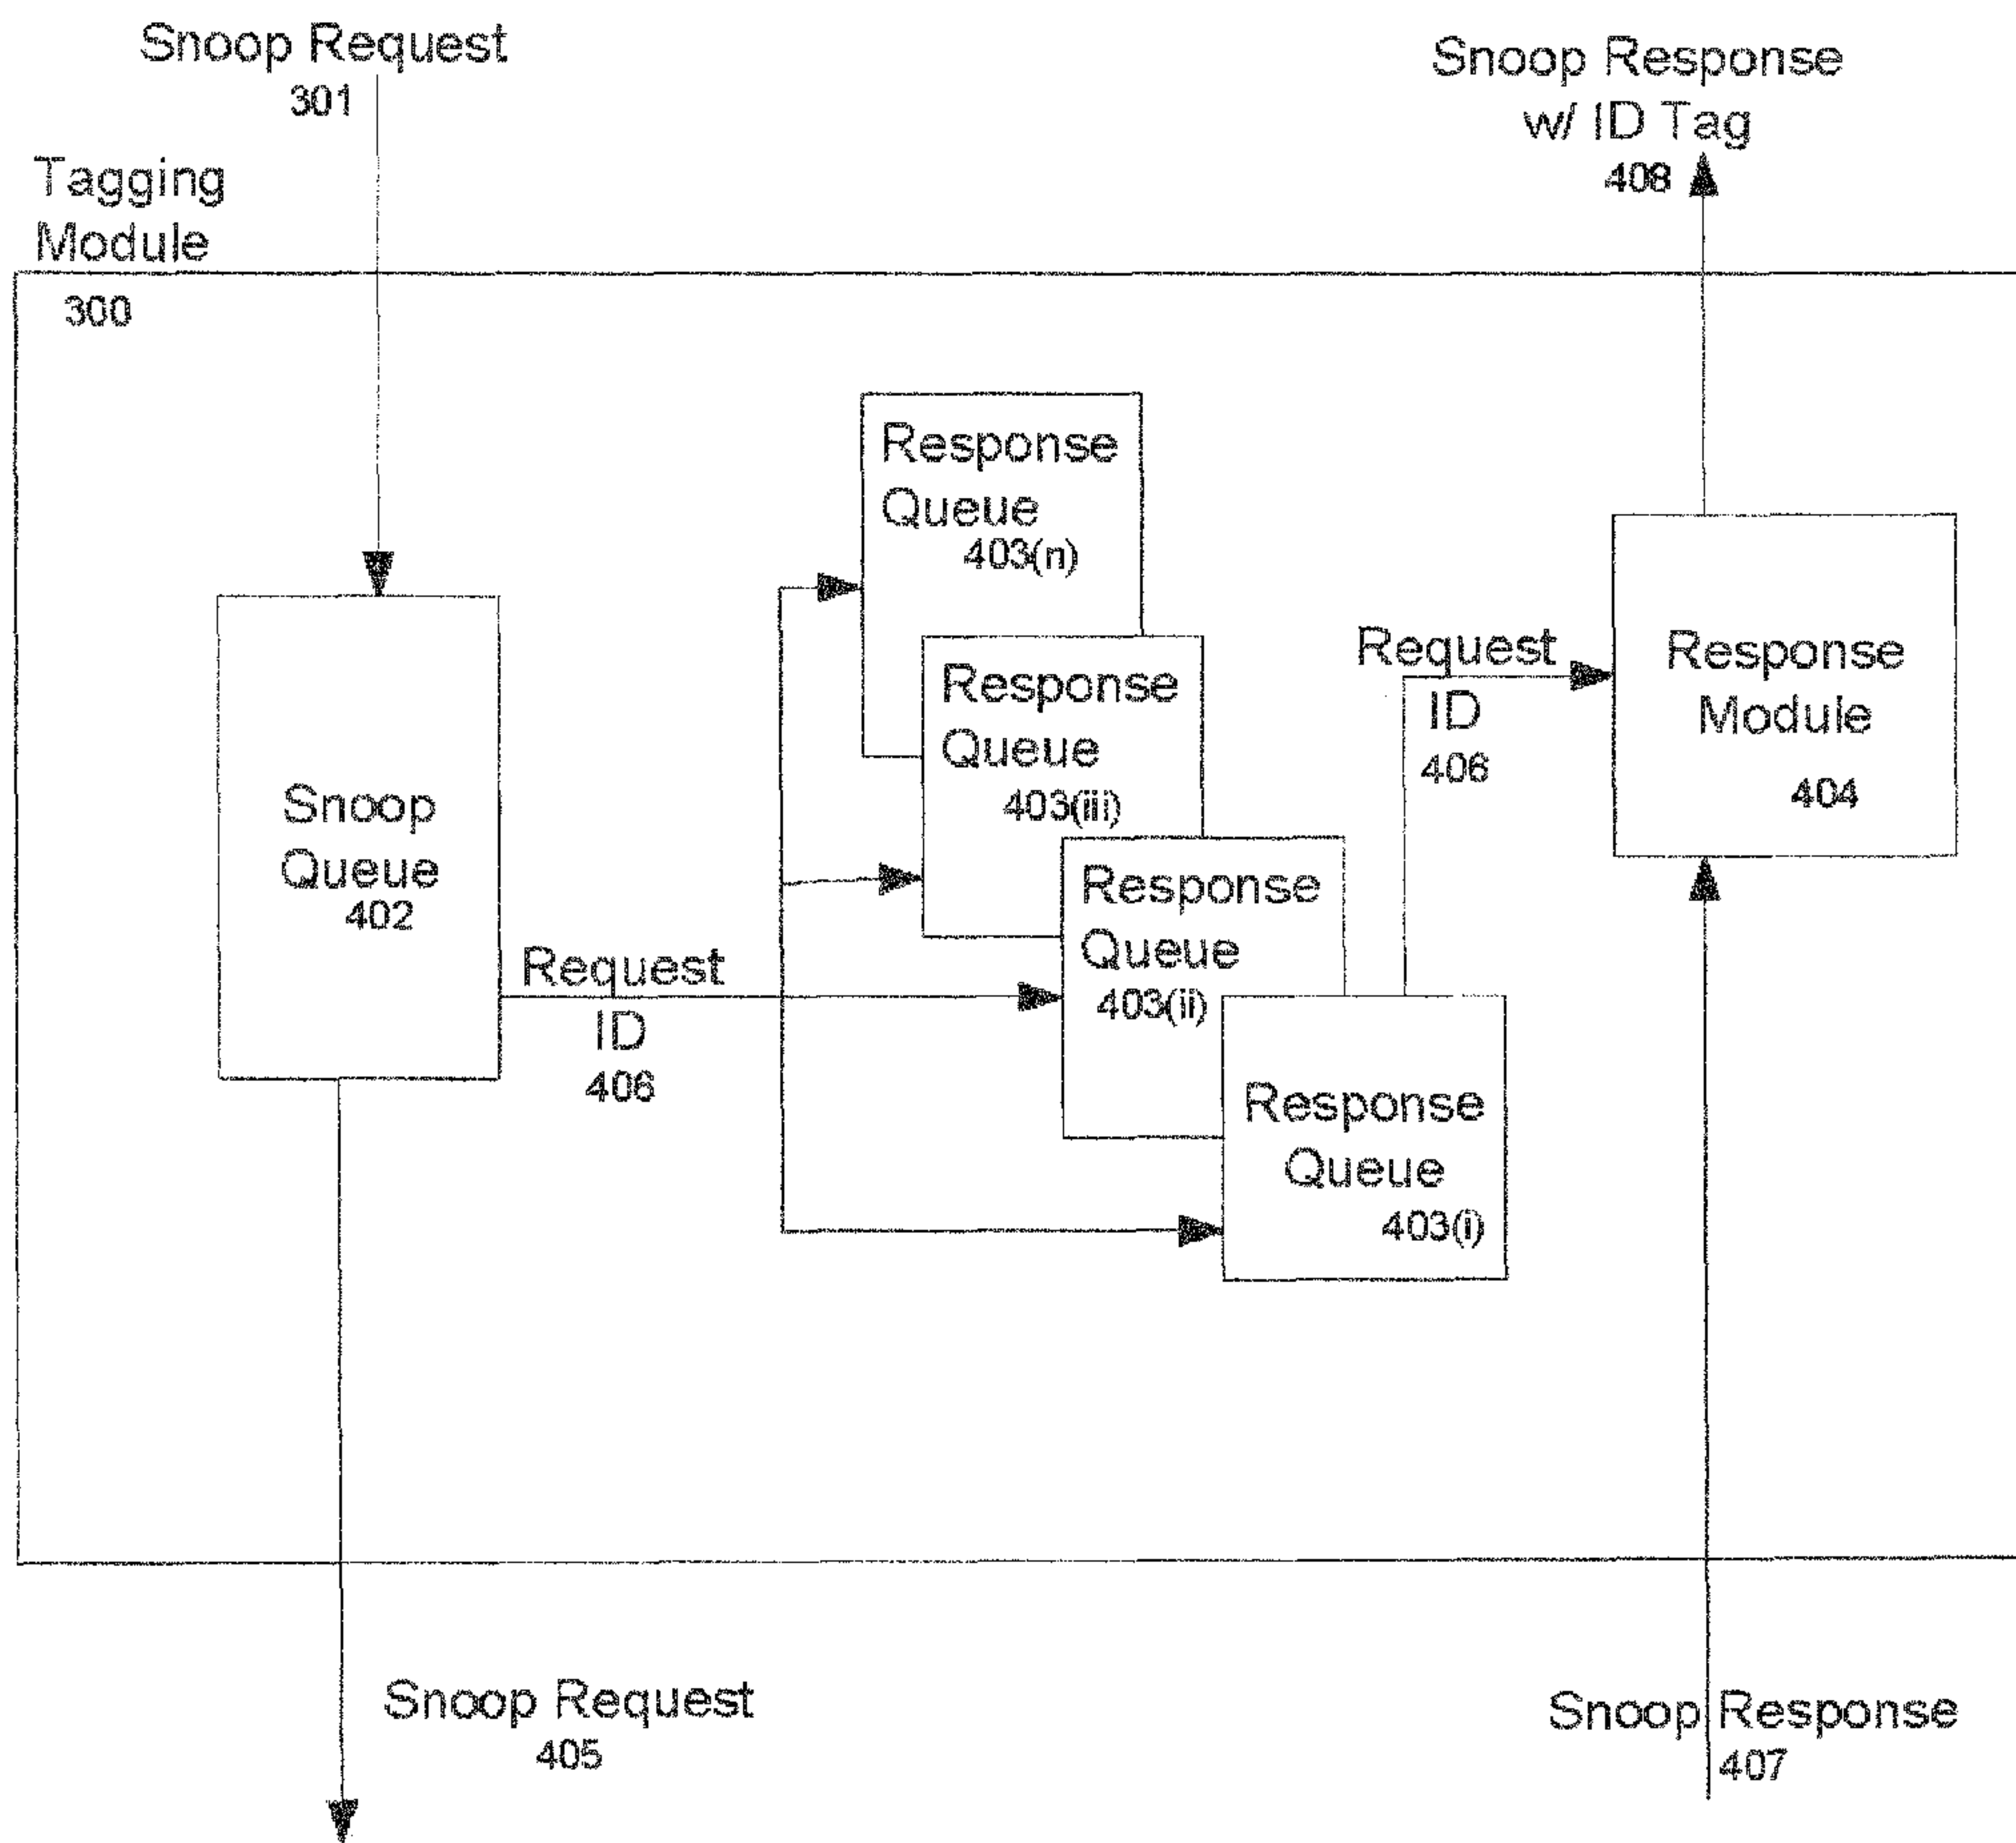 Snoop Request
301
Snoop Response
w/ ID Tag
408
Tagging
Module
300
Response
Queue
403(n)
Response
Queue
403(iii)
Request
ID
406
Response
Module
404
Snoop
Queue
402
Response
Queue
403(ii)
Request
ID
406
Response
Queue
403(i)
Snoop Request
405
Snoop Response
407